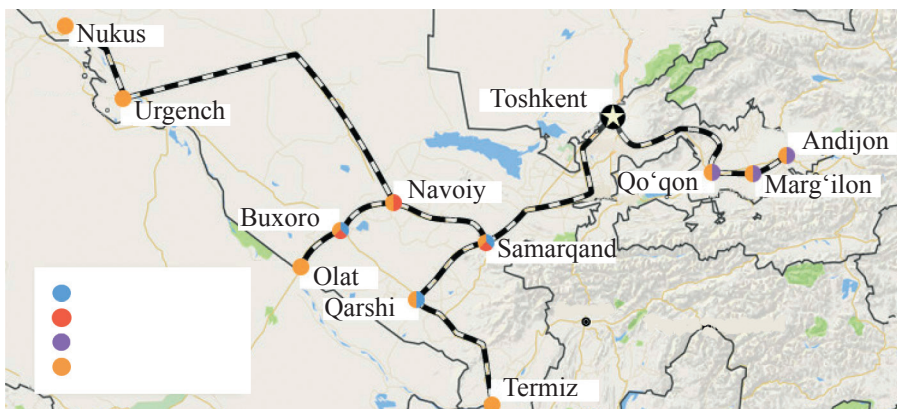 Nukus
Urgench
Toshkent
Andijon
Qo‘qon
Marg‘ilon
Navoiy
Buxoro
Samarqand
Olat
Qarshi
Termiz